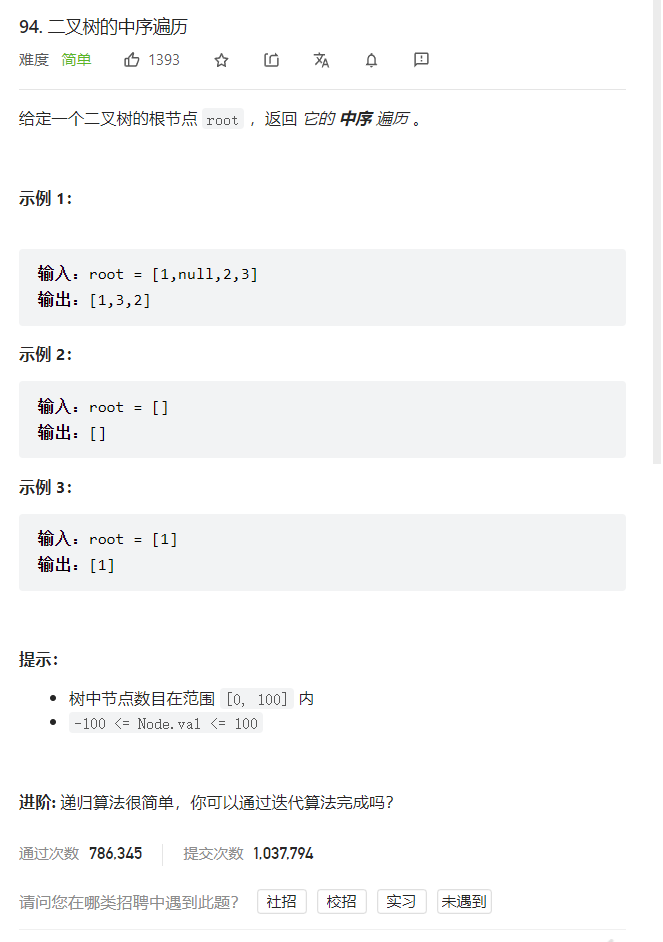 94. 二叉树的中序遍历
难度 简单 1393
给定一个二叉树的根节点 root ，返回 它的 中序 遍历 。
示例 1：
输入：root = [1,null,2,3]
输出：[1,3,2]
示例 2：
输入：root = []
输出：[]
示例 3：
输入：root = [1]
输出：[1]
提示：
树中节点数目在范围 [0, 100] 内
-100 <= Node.val <= 100
进阶: 递归算法很简单，你可以通过迭代算法完成吗？
通过次数 786,345 提交次数 1,037,794
请问您在哪类招聘中遇到此题？ 社招 校招 实习 未遇到